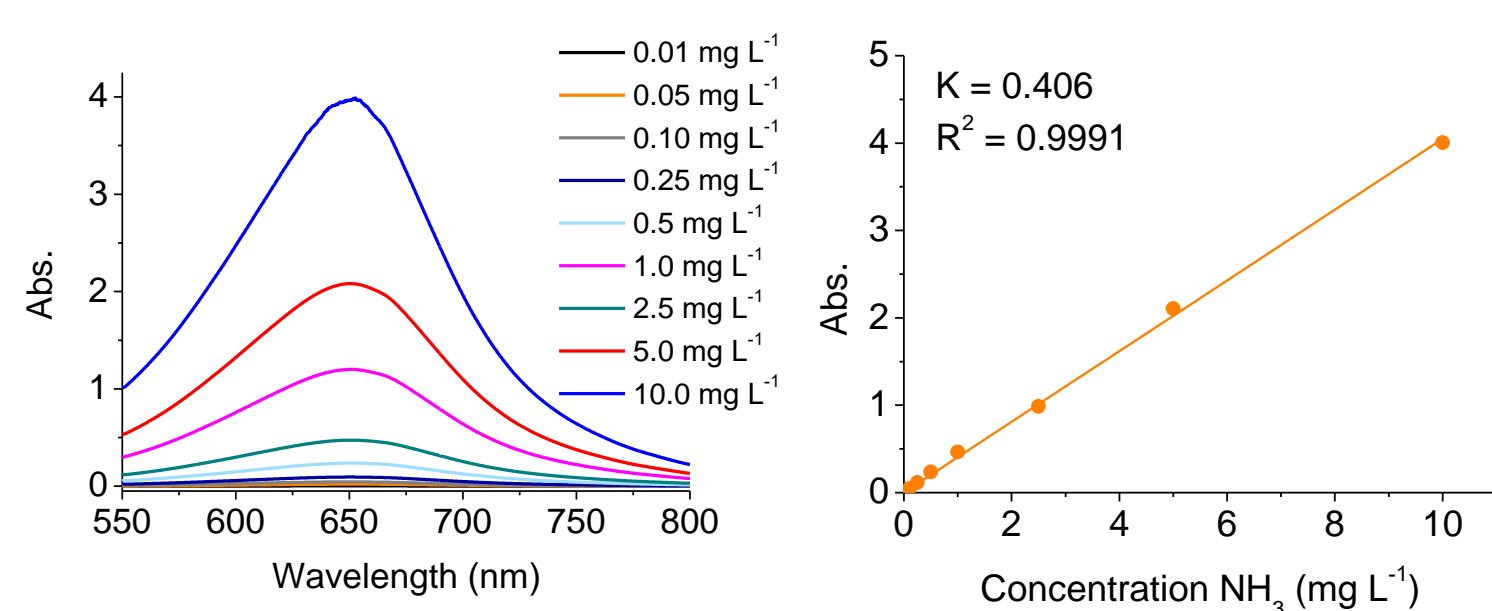 Abs.
4
3
2
1
0
550 600 650 700 750 800
Wavelength (nm)
0.01 mg L⁻¹
0.05 mg L⁻¹
0.10 mg L⁻¹
0.25 mg L⁻¹
0.5 mg L⁻¹
1.0 mg L⁻¹
2.5 mg L⁻¹
5.0 mg L⁻¹
10.0 mg L⁻¹
Abs.
5
4
3
2
1
0
K = 0.406
R² = 0.9991
0 2 4 6 8 10
Concentration NH₃ (mg L⁻¹)